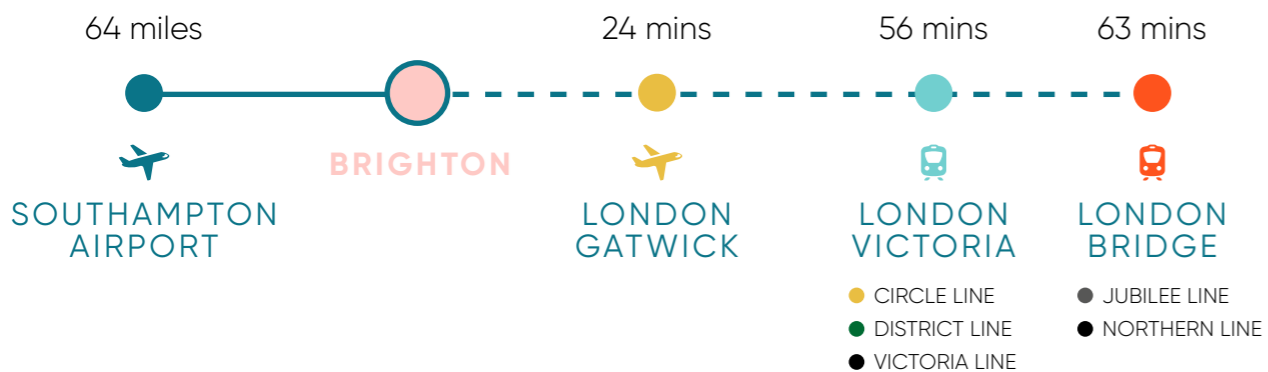 64 miles
24 mins
56 mins
63 mins
BRIGHTON
SOUTHAMPTON
AIRPORT
LONDON
GATWICK
LONDON
VICTORIA
LONDON
BRIDGE
CIRCLE LINE
DISTRICT LINE
VICTORIA LINE
JUBILEE LINE
NORTHERN LINE